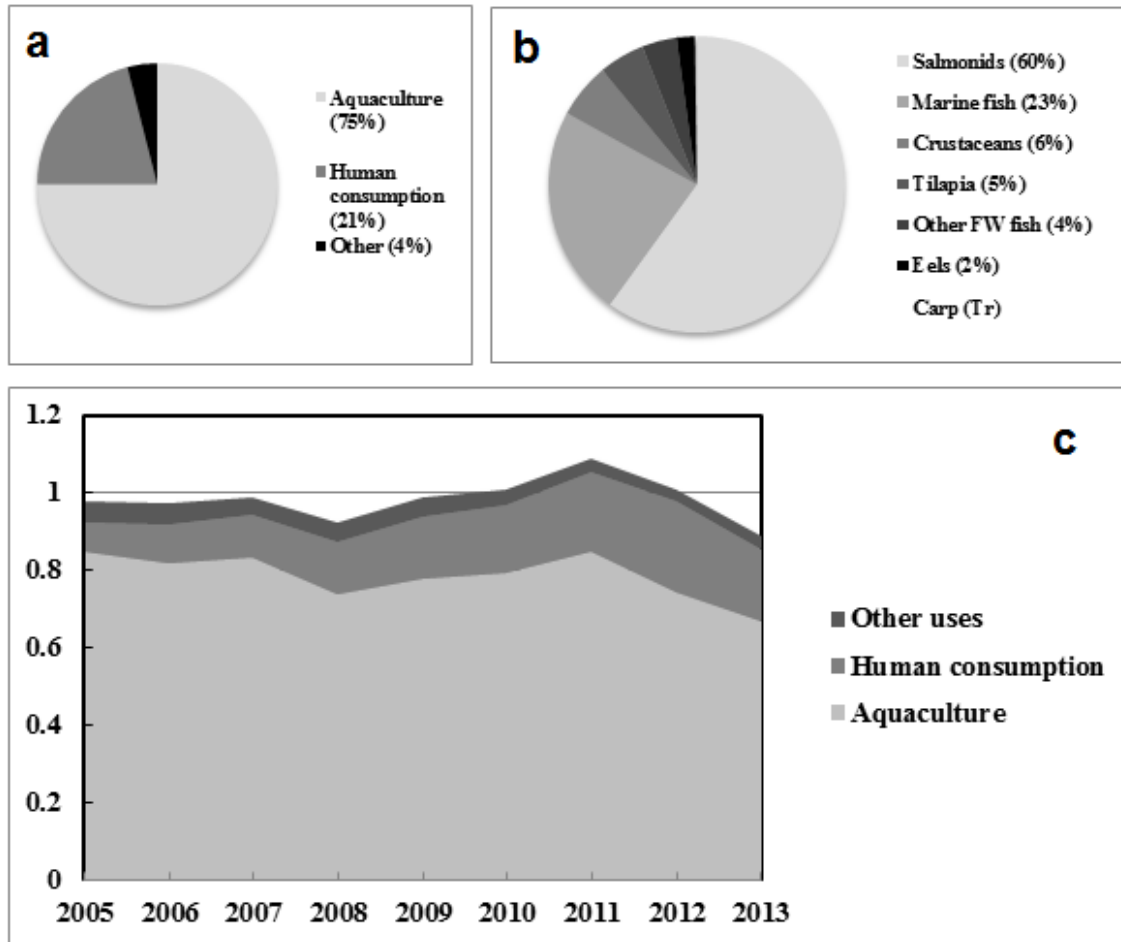 a
Aquaculture
(75%)
Human
consumption
(21%)
Other (4%)
b
Salmonids (60%)
Marine fish (23%)
Crustaceans (6%)
Tilapia (5%)
Other FW fish (4%)
Eels (2%)
Carp (Tr)
c
1.2
1
0.8
0.6
0.4
0.2
0
2005 2006 2007 2008 2009 2010 2011 2012 2013
Other uses
Human consumption
Aquaculture